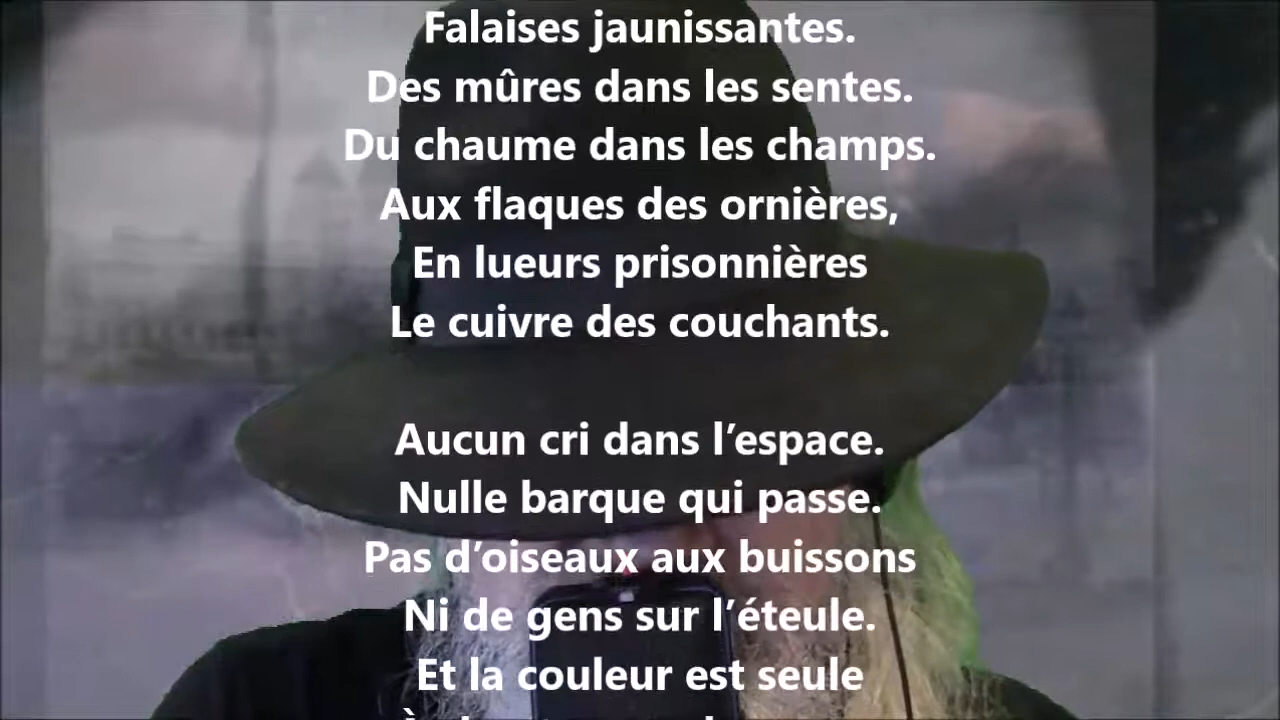 Falaises jaunissantes.
Des mûres dans les sentes.
Du chaume dans les champs.
Aux flaques des ornières,
En lueurs prisonnières
Le cuivre des couchants.
Aucun cri dans l’espace.
Nulle barque qui passe.
Pas d’oiseaux aux buissons
Ni de gens sur l’éteule.
Et la couleur est seule